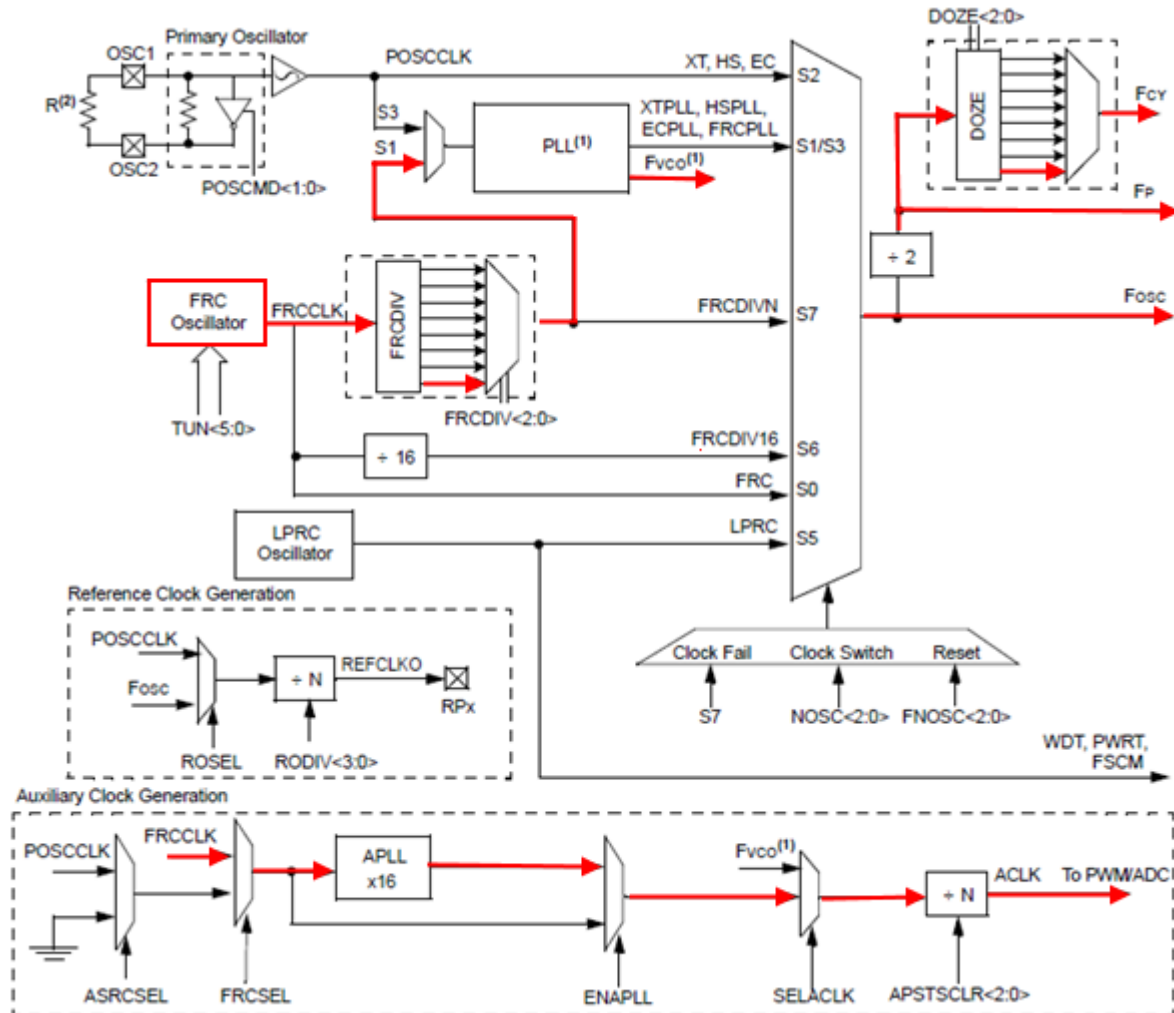 DOZE<2:0>
Primary Oscillator
OSC1
POSCCLK
XT, HS, EC
S2
R(2)
S3
S1
PLL(1)
XTPLL, HSPLL,
ECPLL, FRCPLL
S1/S3
FVCO(1)
DOZE
FCY
OSC2
POSCMD<1:0>
FP
÷ 2
FRC
Oscillator
FRCCLK
FRCDIV
FRCDIVN
S7
FOSC
TUN<5:0>
FRCDIV<2:0>
÷ 16
FRCDIV16
S6
FRC
S0
LPRC
Oscillator
LPRC
S5
Reference Clock Generation
POSCCLK
FOSC
÷ N
REFCLKO
RPx
ROSEL
RODIV<3:0>
Clock Fail
Clock Switch
Reset
S7
NOSC<2:0>
FNOSC<2:0>
WDT, PWRT,
FSCM
Auxiliary Clock Generation
POSCCLK
FRCCLK
APLL
x16
FVCO(1)
÷ N
ACLK
To PWM/ADC
ASRCSEL
FRCSEL
ENAPLL
SELACLK
APSTSCLR<2:0>